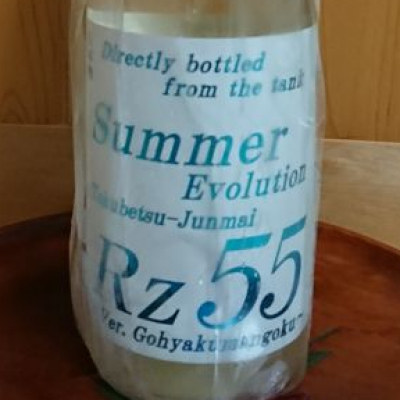 Directly bottled
from the tank
Summer
Evolution
Tokubetsu-Junmai
Rz55
Ver. Gohyakumangoku~